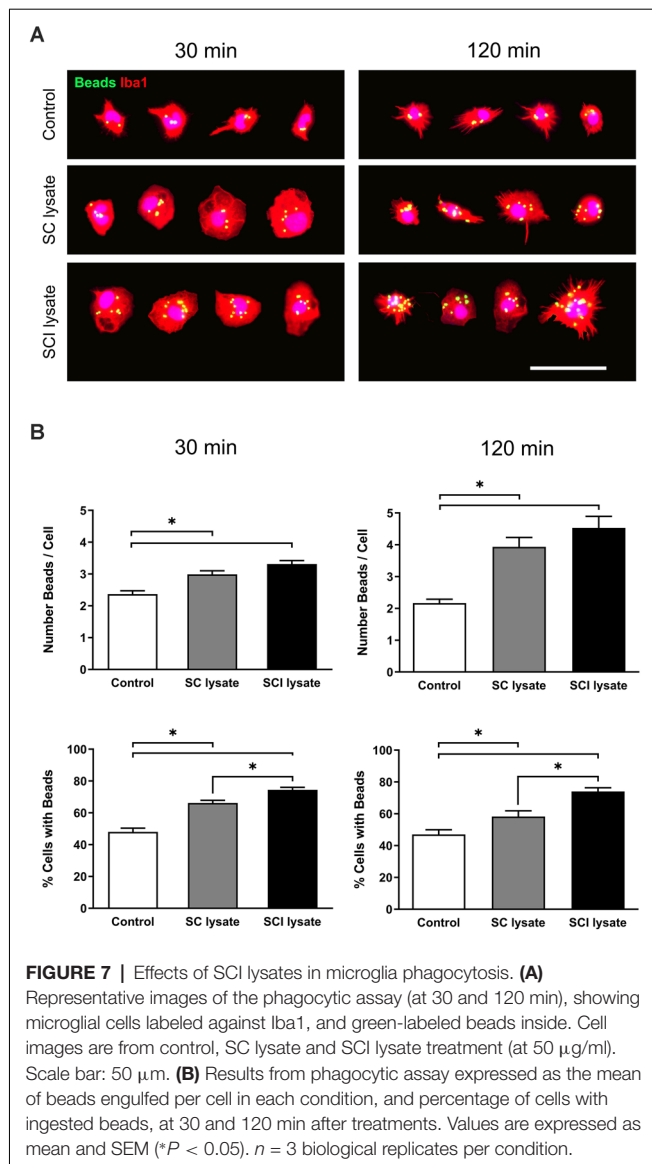 A
30 min
120 min
Beads Iba1
Control
SC lysate
SCI lysate
B
30 min
120 min
Number Beads / Cell
5
4
3
2
1
0
*
Control SC lysate SCI lysate
Number Beads / Cell
5
4
3
2
1
0
*
Control SC lysate SCI lysate
% Cells with Beads
100
80
60
40
20
0
*
*
Control SC lysate SCI lysate
% Cells with Beads
100
80
60
40
20
0
*
*
Control SC lysate SCI lysate
FIGURE 7 | Effects of SCI lysates in microglia phagocytosis. (A)
Representative images of the phagocytic assay (at 30 and 120 min), showing
microglial cells labeled against Iba1, and green-labeled beads inside. Cell
images are from control, SC lysate and SCI lysate treatment (at 50 μg/ml).
Scale bar: 50 μm. (B) Results from phagocytic assay expressed as the mean
of beads engulfed per cell in each condition, and percentage of cells with
ingested beads, at 30 and 120 min after treatments. Values are expressed as
mean and SEM (*P < 0.05). n = 3 biological replicates per condition.